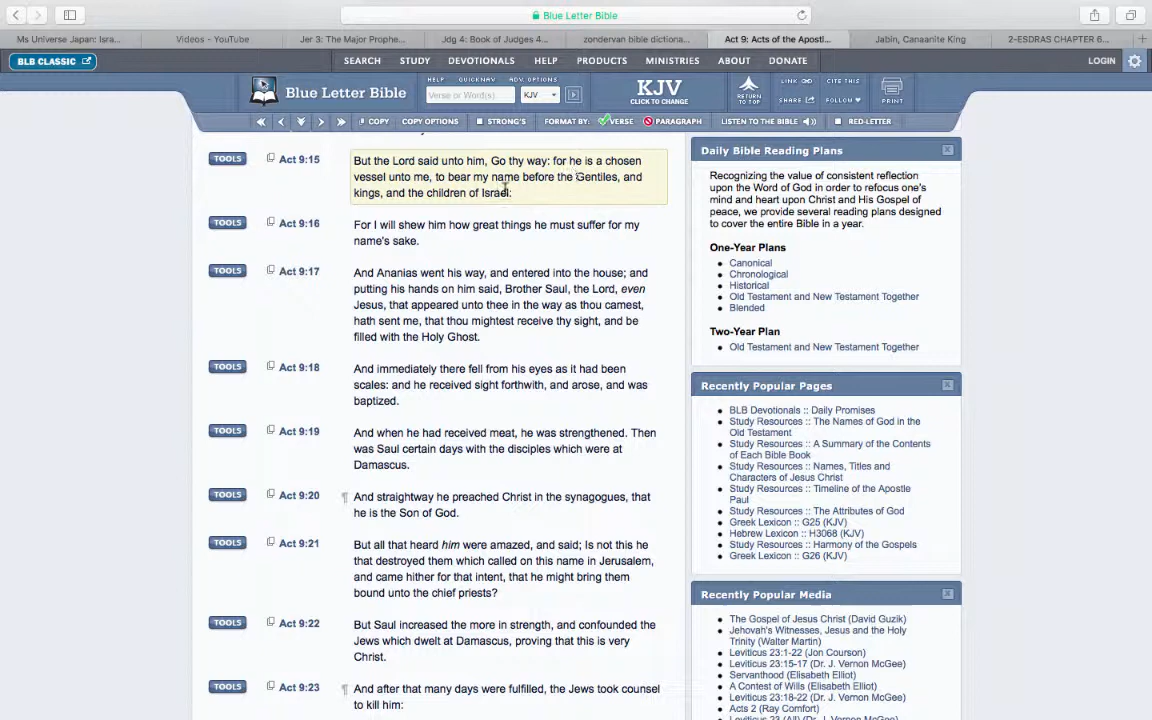 Blue Letter Bible
Ms Universe Japan: Isra...
Videos - YouTube
Jer 3: The Major Prophe...
Jdg 4: Book of Judges 4...
zondervan bible dictiona...
Act 9: Acts of the Apostl...
Jabin, Canaanite King
2-ESDRAS CHAPTER 6...
BLB CLASSIC
SEARCH STUDY DEVOTIONALS HELP PRODUCTS MINISTRIES ABOUT DONATE
LOGIN
Blue Letter Bible
HELP QUICKNAV ADV. OPTIONS
Verse or Word(s)
KJV
KJV
CLICK TO CHANGE
RETURN
TO TOP
LINK
CITE THIS
SHARE
FOLLOW
PRINT
COPY COPY OPTIONS STRONG'S FORMAT BY: VERSE PARAGRAPH LISTEN TO THE BIBLE RED-LETTER
TOOLS Act 9:15 But the Lord said unto him, Go thy way: for he is a chosen
vessel unto me, to bear my name before the Gentiles, and
kings, and the children of Israel:
TOOLS Act 9:16 For I will shew him how great things he must suffer for my
name's sake.
TOOLS Act 9:17 And Ananias went his way, and entered into the house; and
putting his hands on him said, Brother Saul, the Lord, even
Jesus, that appeared unto thee in the way as thou camest,
hath sent me, that thou mightest receive thy sight, and be
filled with the Holy Ghost.
TOOLS Act 9:18 And immediately there fell from his eyes as it had been
scales: and he received sight forthwith, and arose, and was
baptized.
TOOLS Act 9:19 And when he had received meat, he was strengthened. Then
was Saul certain days with the disciples which were at
Damascus.
TOOLS Act 9:20 ¶ And straightway he preached Christ in the synagogues, that
he is the Son of God.
TOOLS Act 9:21 But all that heard him were amazed, and said; Is not this he
that destroyed them which called on this name in Jerusalem,
and came hither for that intent, that he might bring them
bound unto the chief priests?
TOOLS Act 9:22 But Saul increased the more in strength, and confounded the
Jews which dwelt at Damascus, proving that this is very
Christ.
TOOLS Act 9:23 ¶ And after that many days were fulfilled, the Jews took counsel
to kill him:
Daily Bible Reading Plans
Recognizing the value of consistent reflection
upon the Word of God in order to refocus one's
mind and heart upon Christ and His Gospel of
peace, we provide several reading plans designed
to cover the entire Bible in a year.
One-Year Plans
Canonical
Chronological
Historical
Old Testament and New Testament Together
Blended
Two-Year Plan
Old Testament and New Testament Together
Recently Popular Pages
BLB Devotionals :: Daily Promises
Study Resources :: The Names of God in the
Old Testament
Study Resources :: A Summary of the Contents
of Each Bible Book
Study Resources :: Names, Titles and
Characters of Jesus Christ
Study Resources :: Timeline of the Apostle
Paul
Study Resources :: The Attributes of God
Greek Lexicon :: G25 (KJV)
Hebrew Lexicon :: H3068 (KJV)
Study Resources :: Harmony of the Gospels
Greek Lexicon :: G26 (KJV)
Recently Popular Media
The Gospel of Jesus Christ (David Guzik)
Jehovah's Witnesses, Jesus and the Holy
Trinity (Walter Martin)
Leviticus 23:1-22 (Jon Courson)
Leviticus 23:15-17 (Dr. J. Vernon McGee)
Servanthood (Elisabeth Elliot)
A Contest of Wills (Elisabeth Elliot)
Leviticus 23:18-22 (Dr. J. Vernon McGee)
Acts 2 (Ray Comfort)
Leviticus 23 (All) (Dr. J. Vernon McGee)